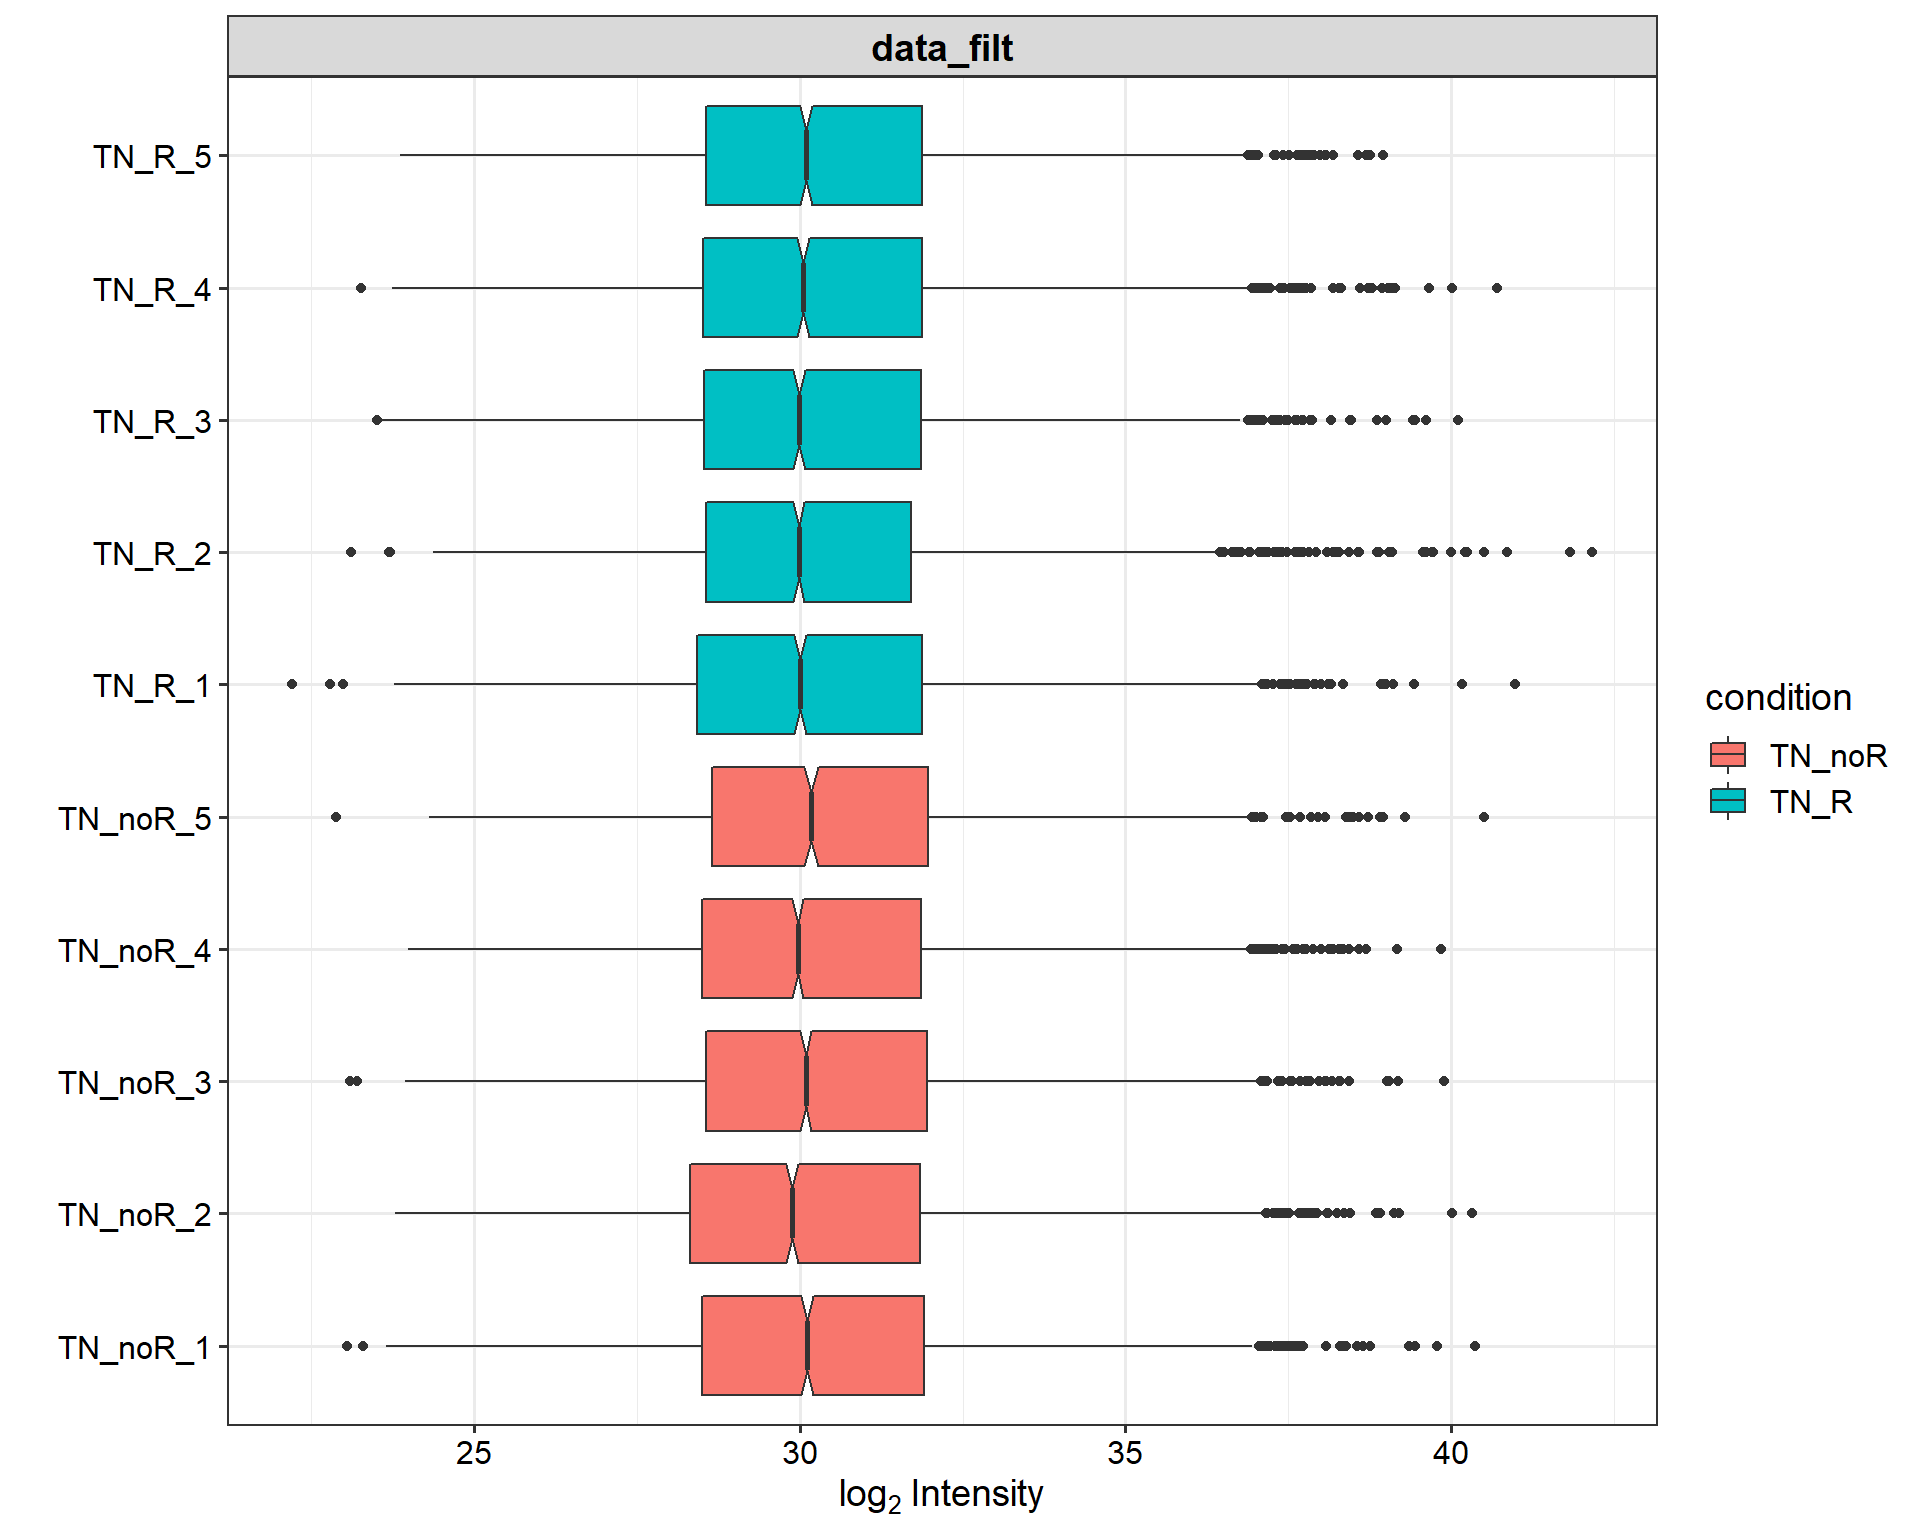 data_filt
TN_R_5
TN_R_4
TN_R_3
TN_R_2
TN_R_1
TN_noR_5
TN_noR_4
TN_noR_3
TN_noR_2
TN_noR_1
25 30 35 40
log2 Intensity
condition
TN_noR
TN_R